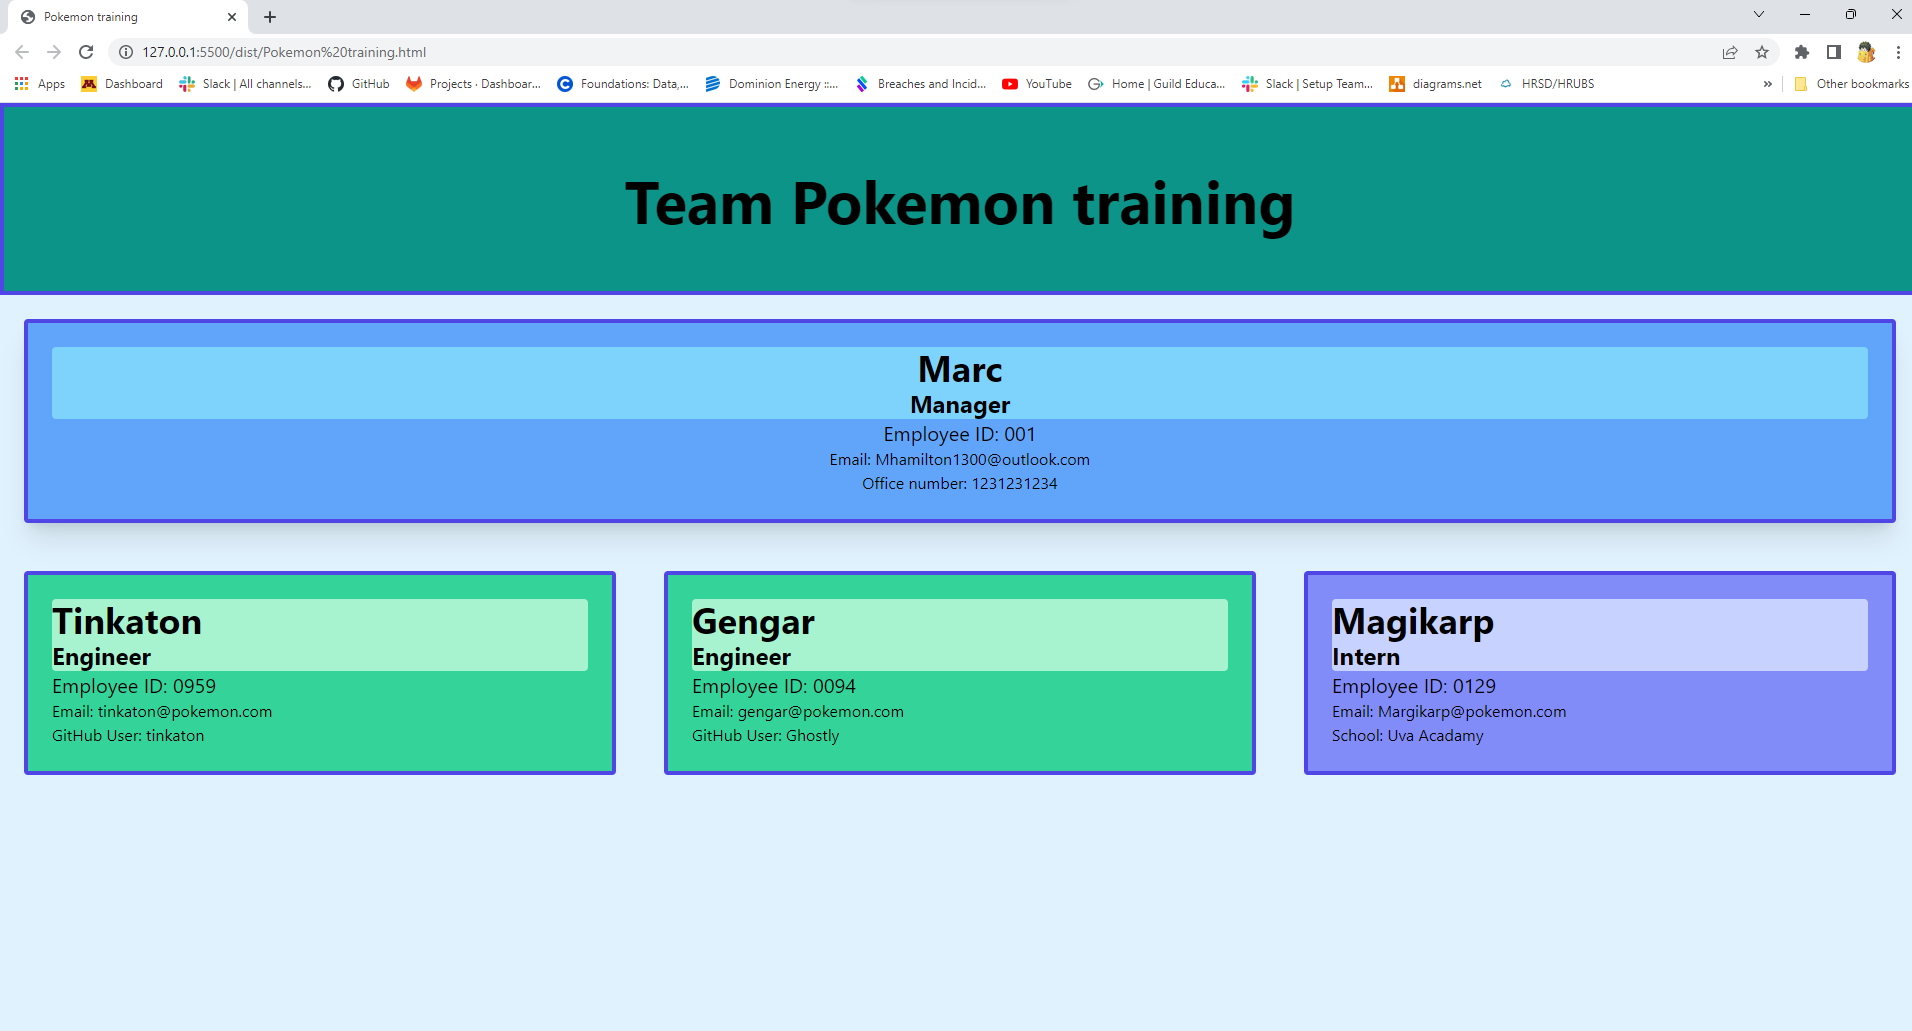 Pokemon training
127.0.0.1:5500/dist/Pokemon%20training.html
Apps Dashboard Slack | All channels... GitHub Projects · Dashboar... Foundations: Data,... Dominion Energy ::... Breaches and Incid... YouTube Home | Guild Educa... Slack | Setup Team... diagrams.net HRSD/HRUBS » Other bookmarks
Team Pokemon training
Marc
Manager
Employee ID: 001
Email: Mhamilton1300@outlook.com
Office number: 1231231234
Tinkaton
Engineer
Employee ID: 0959
Email: tinkaton@pokemon.com
GitHub User: tinkaton
Gengar
Engineer
Employee ID: 0094
Email: gengar@pokemon.com
GitHub User: Ghostly
Magikarp
Intern
Employee ID: 0129
Email: Margikarp@pokemon.com
School: Uva Acadamy